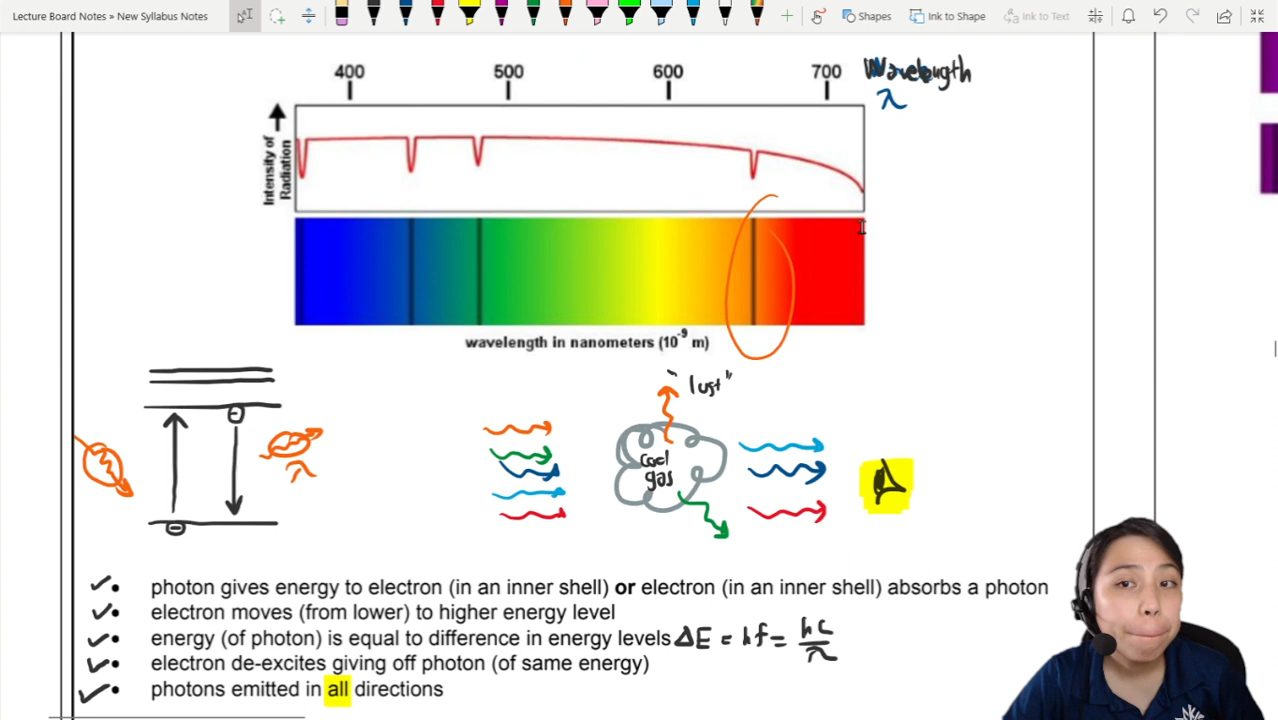 Lecture Board Notes » New Syllabus Notes
Shapes
Ink to Shape
Ink to Text
400 500 600 700 Wavelength
λ
Intensity of
Radiation
wavelength in nanometers (10⁻⁹ m)
"lost"
λ
cool
gas
photon gives energy to electron (in an inner shell) or electron (in an inner shell) absorbs a photon
electron moves (from lower) to higher energy level
energy (of photon) is equal to difference in energy levels ΔE = hf = hc/λ
electron de-excites giving off photon (of same energy)
photons emitted in all directions